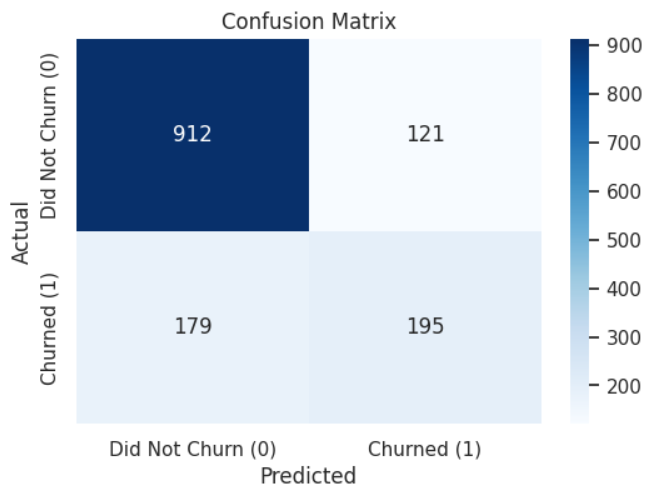 Confusion Matrix
Actual
Did Not Churn (0)
912
121
Churned (1)
179
195
Did Not Churn (0)
Churned (1)
Predicted
900
800
700
600
500
400
300
200